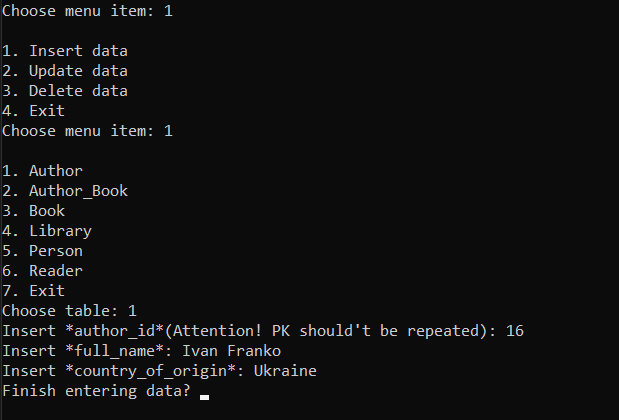 Choose menu item: 1
1. Insert data
2. Update data
3. Delete data
4. Exit
Choose menu item: 1
1. Author
2. Author_Book
3. Book
4. Library
5. Person
6. Reader
7. Exit
Choose table: 1
Insert *author_id*(Attention! PK should't be repeated): 16
Insert *full_name*: Ivan Franko
Insert *country_of_origin*: Ukraine
Finish entering data?